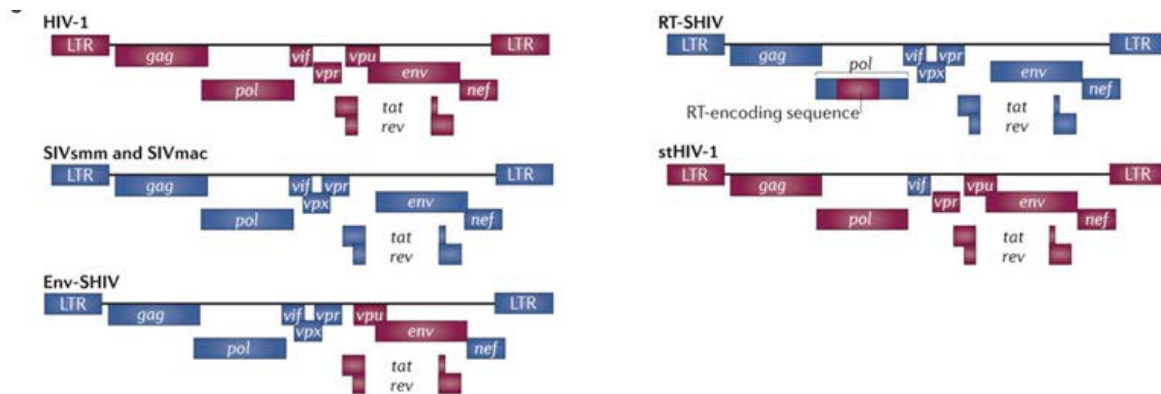 HIV-1
LTR LTR
gag vif vpu
vpr env
pol nef
tat
rev
SIVsmm and SIVmac
LTR LTR
gag vif vpr
vpx env
pol nef
tat
rev
Env-SHIV
LTR LTR
gag vif vpr vpu
vpx env
pol nef
tat
rev
RT-SHIV
LTR LTR
gag pol vif vpr
vpx env
nef
RT-encoding sequence
tat
rev
stHIV-1
LTR LTR
gag vif vpu
vpr env
pol nef
tat
rev